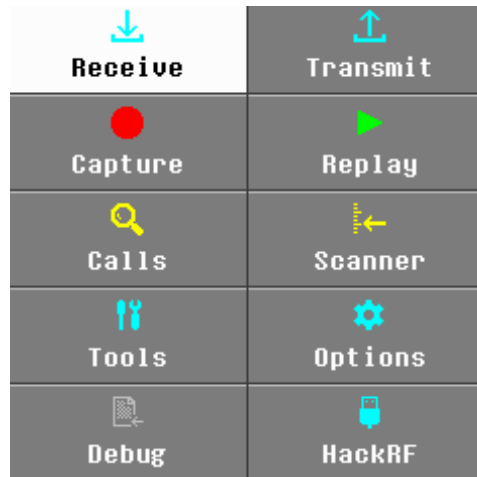 Receive
Transmit
Capture
Replay
Calls
Scanner
Tools
Options
Debug
HackRF